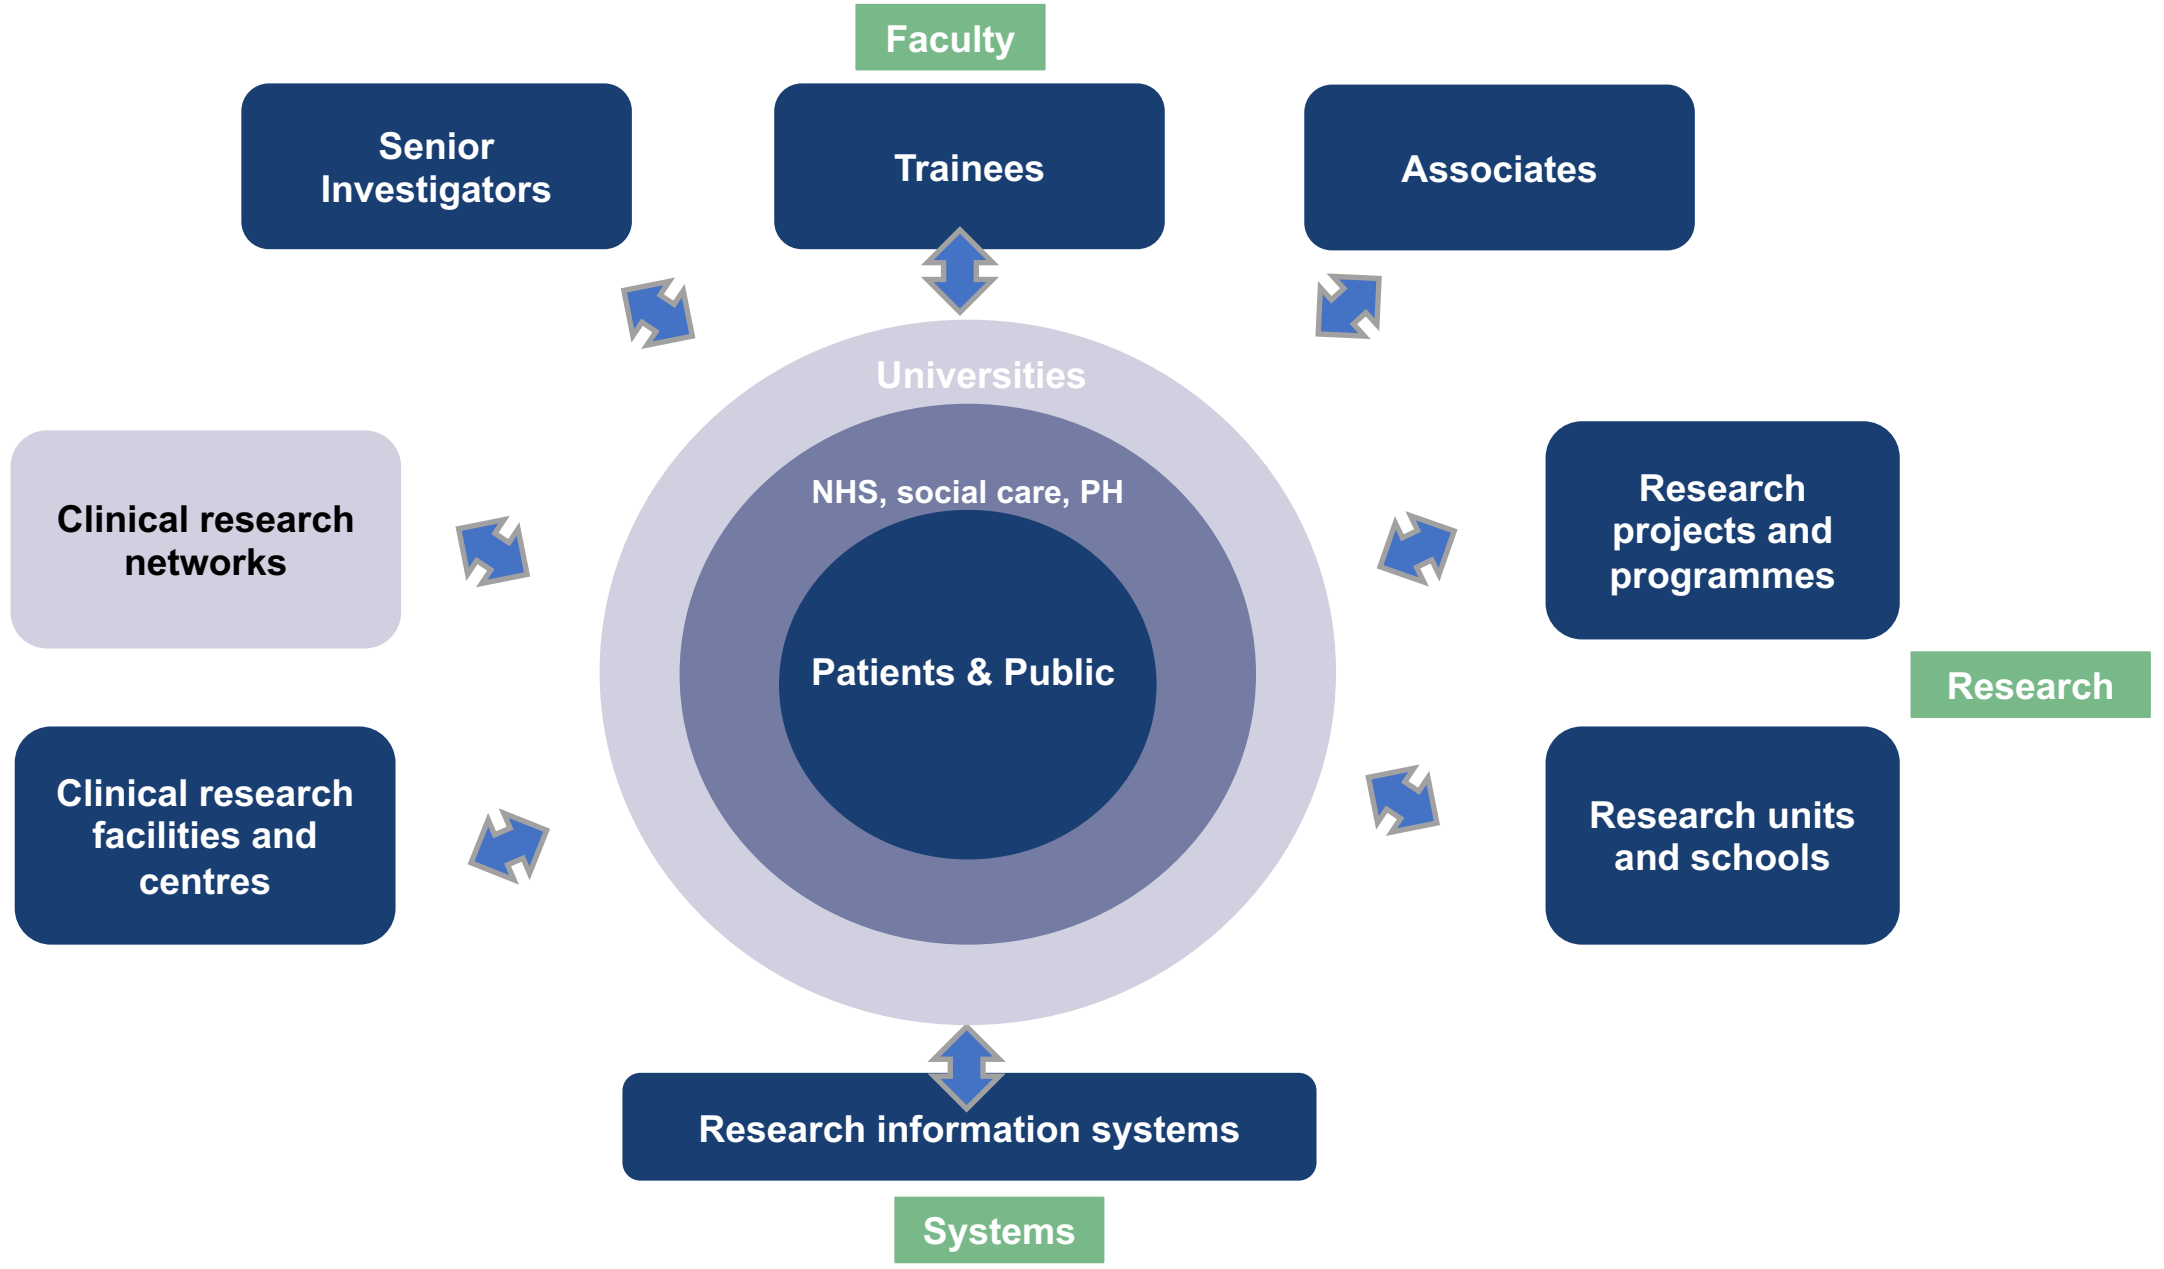 Faculty
Senior
Investigators
Trainees
Associates
Universities
NHS, social care, PH
Patients & Public
Clinical research
networks
Clinical research
facilities and
centres
Research
projects and
programmes
Research
Research units
and schools
Research information systems
Systems